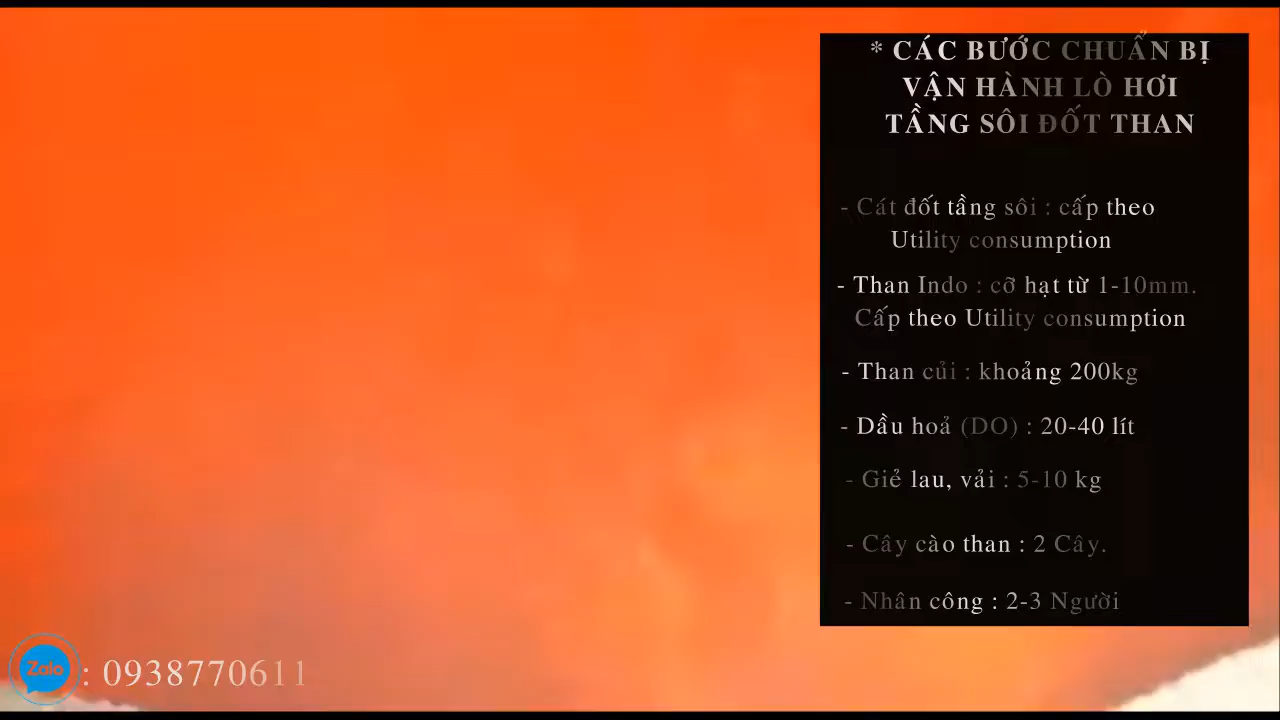 * CÁC BƯỚC CHUẨN BỊ
VẬN HÀNH LÒ HƠI
TẦNG SÔI ĐỐT THAN
- Cát đốt tầng sôi : cấp theo
Utility consumption
- Than Indo : cỡ hạt từ 1-10mm.
Cấp theo Utility consumption
- Than củi : khoảng 200kg
- Dầu hoả (DO) : 20-40 lít
- Giẻ lau, vải : 5-10 kg
- Cây cào than : 2 Cây.
- Nhân công : 2-3 Người
Zalo : 0938770611